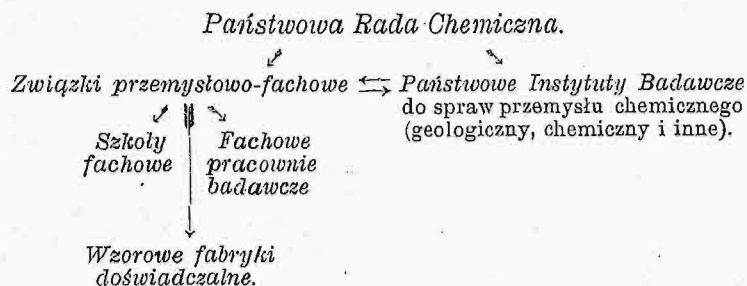 Państwowa Rada Chemiczna.
Związki przemysłowo-fachowe ⇆ Państwowe Instytuty Badawcze
do spraw przemysłu chemicznego
(geologiczny, chemiczny i inne).
Szkoły
fachowe
Fachowe
pracownie
badawcze
Wzorowe fabryki
doświadczalne.